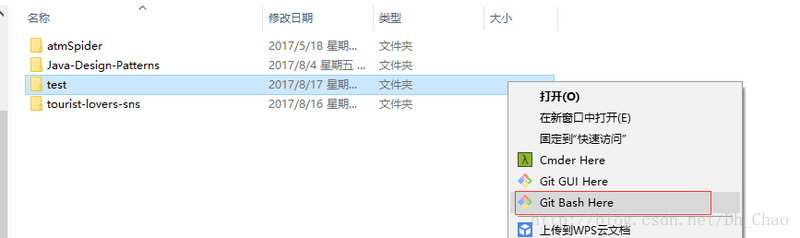 名称 修改日期 类型 大小
atmSpider 2017/5/18 星期... 文件夹
Java-Design-Patterns 2017/8/4 星期五 ... 文件夹
test 2017/8/17 星期... 文件夹
tourist-lovers-sns 2017/8/16 星期... 文件夹
打开(O)
在新窗口中打开(E)
固定到"快速访问"
Cmder Here
Git GUI Here
Git Bash Here
http://blog.csdn.net/Dh_Chao
上传到WPS云文档